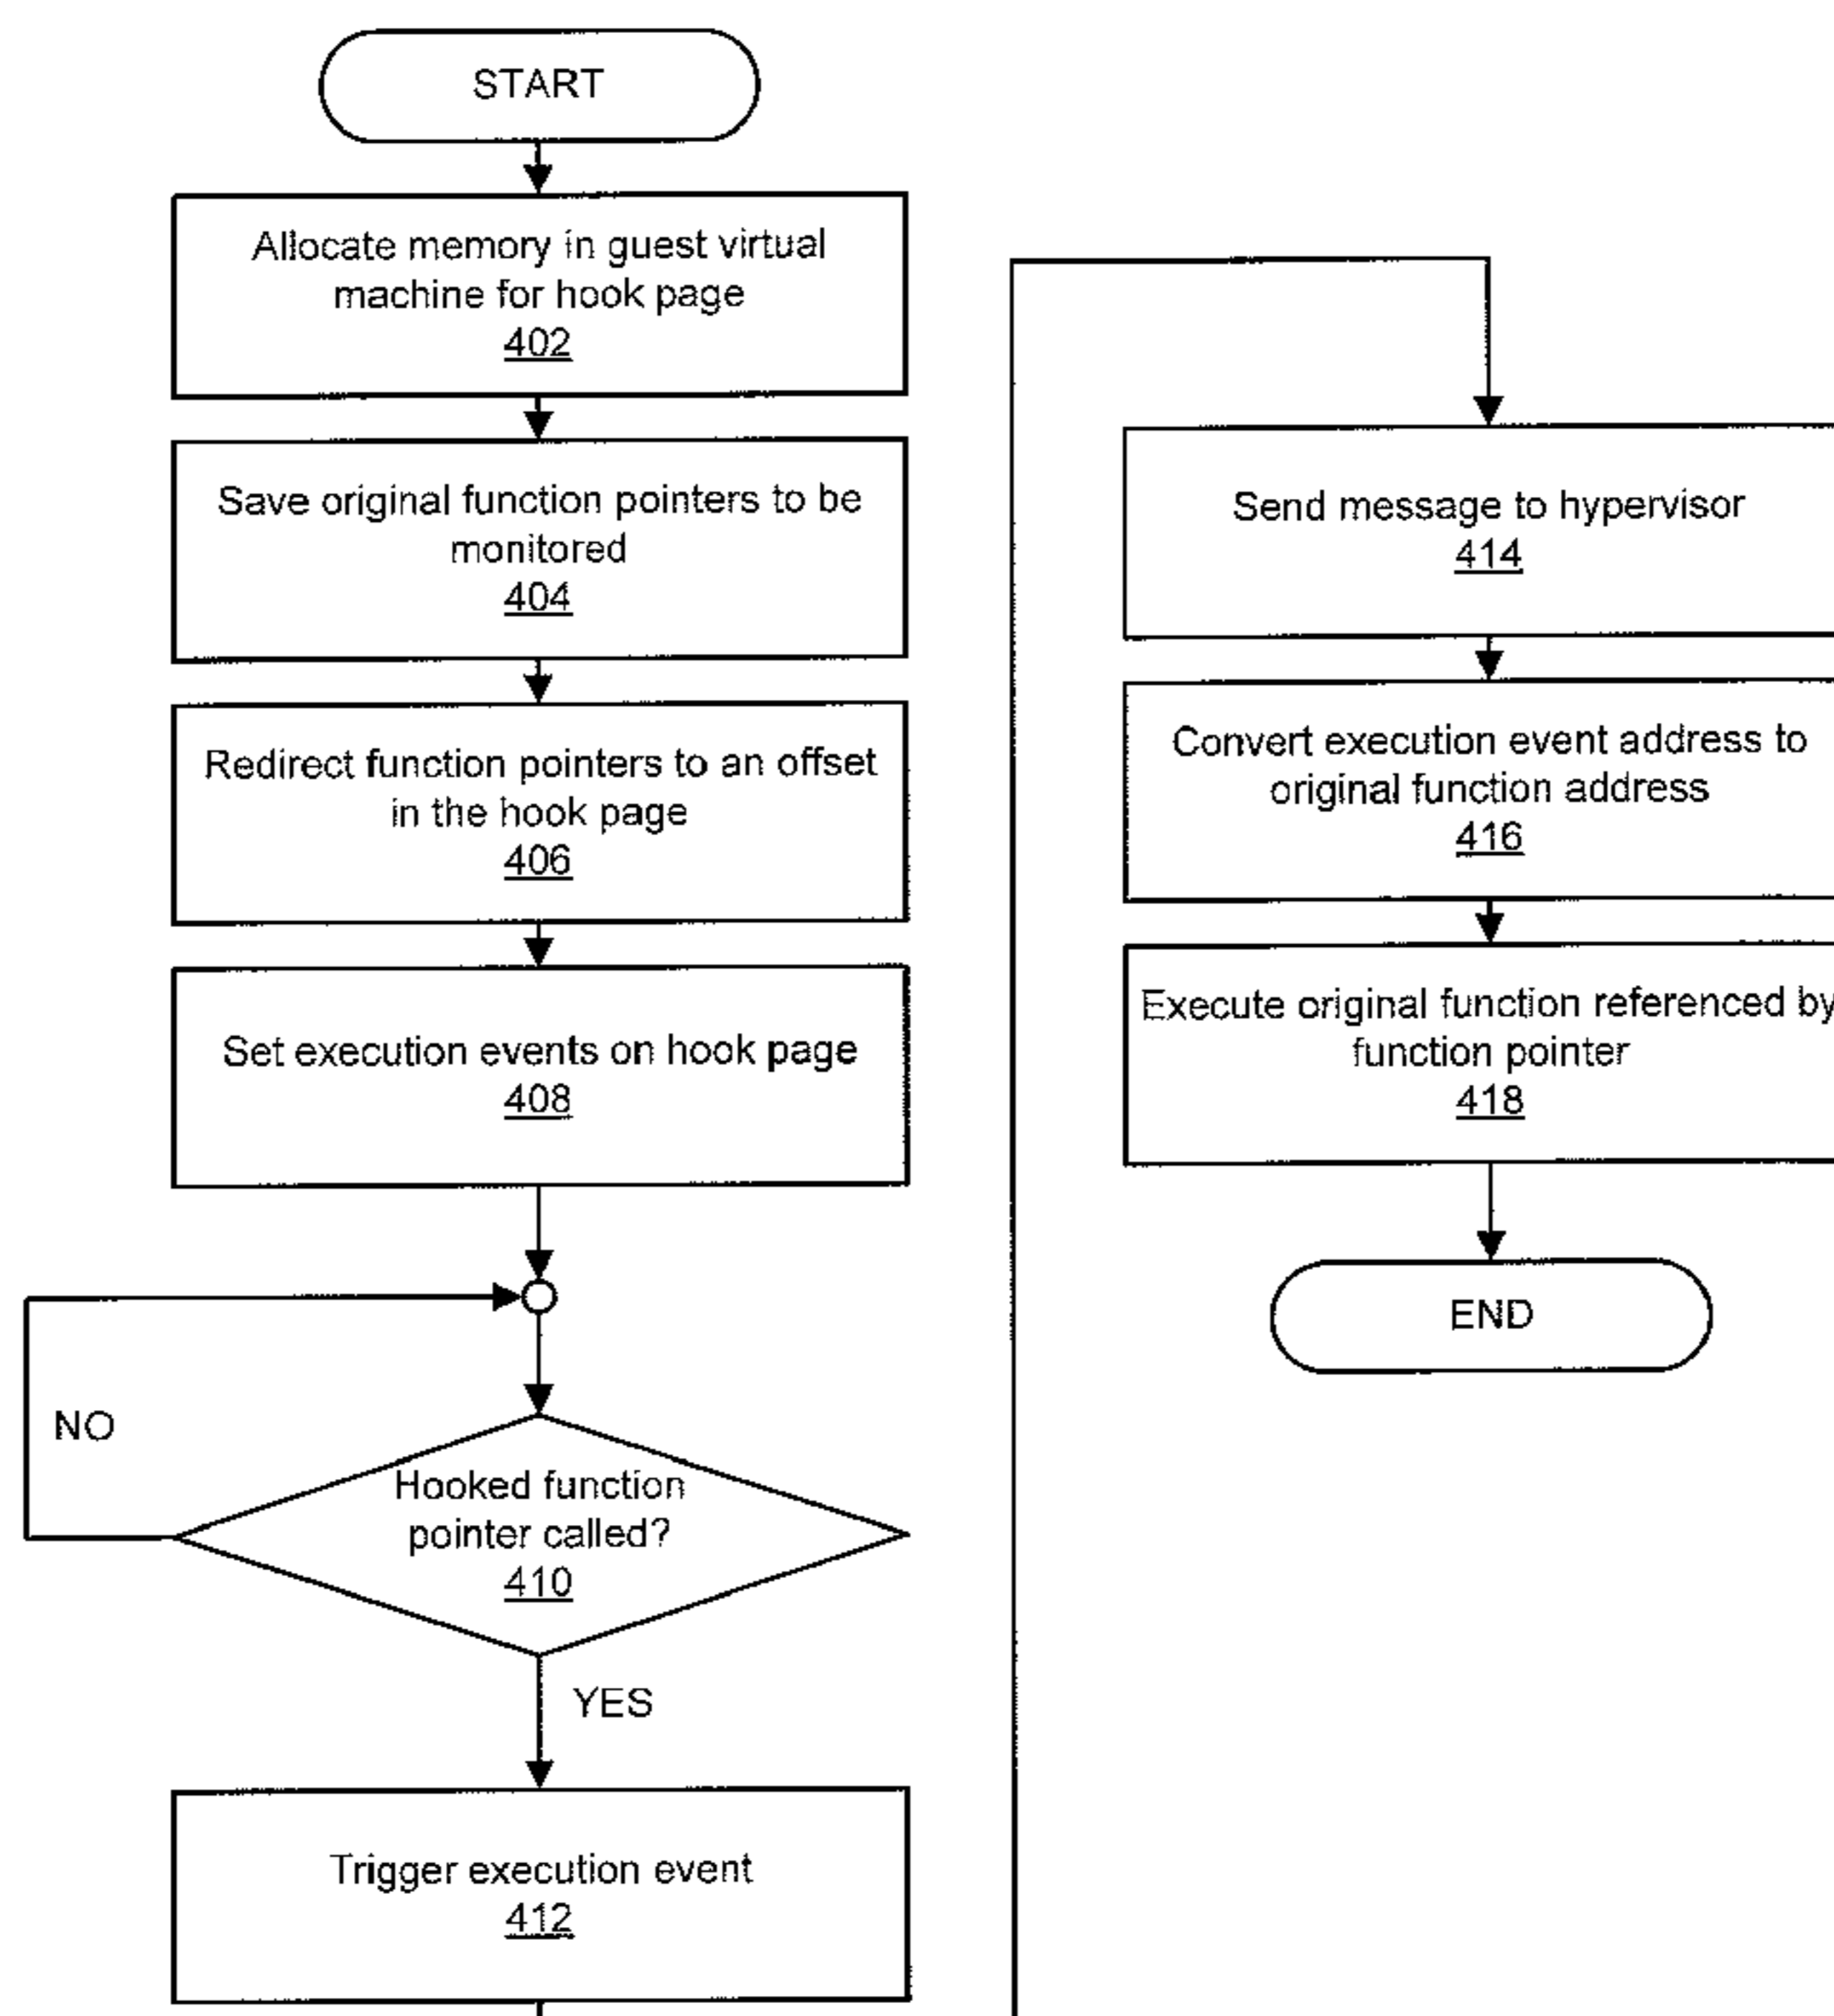 START
Allocate memory in guest virtual
machine for hook page
402
Save original function pointers to be
monitored
404
Redirect function pointers to an offset
in the hook page
406
Set execution events on hook page
408
NO
Hooked function
pointer called?
410
YES
Trigger execution event
412
Send message to hypervisor
414
Convert execution event address to
original function address
416
Execute original function referenced by
function pointer
418
END